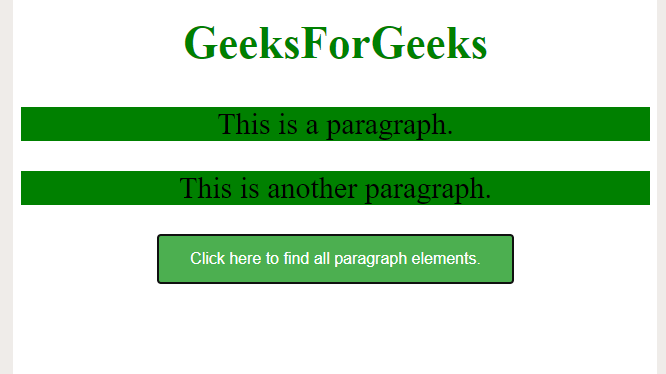 GeeksForGeeks
This is a paragraph.
This is another paragraph.
Click here to find all paragraph elements.